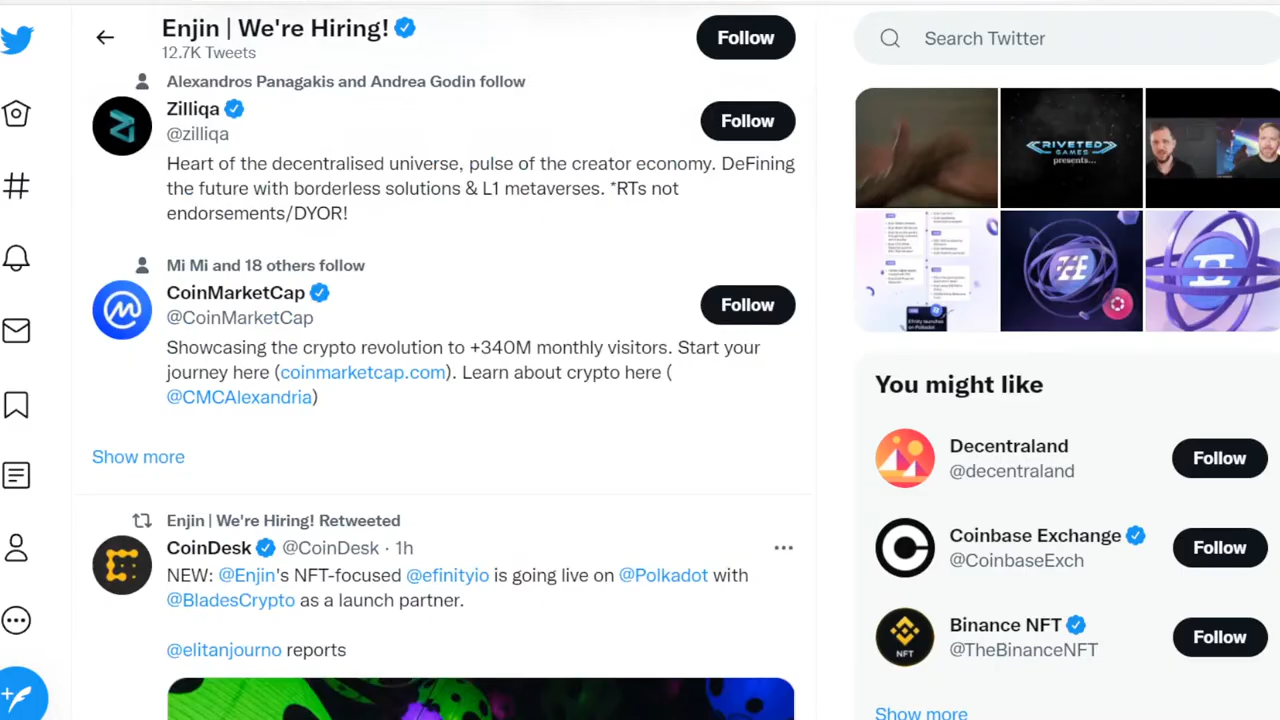 Enjin | We're Hiring!
12.7K Tweets
Follow
Search Twitter
Alexandros Panagakis and Andrea Godin follow
Zilliqa
@zilliqa
Follow
Heart of the decentralised universe, pulse of the creator economy. DeFining
the future with borderless solutions & L1 metaverses. *RTs not
endorsements/DYOR!
Mi Mi and 18 others follow
CoinMarketCap
@CoinMarketCap
Follow
Showcasing the crypto revolution to +340M monthly visitors. Start your
journey here (coinmarketcap.com). Learn about crypto here (
@CMCAlexandria)
Show more
Enjin | We're Hiring! Retweeted
CoinDesk @CoinDesk · 1h
NEW: @Enjin's NFT-focused @efinityio is going live on @Polkadot with
@BladesCrypto as a launch partner.
@elitanjourno reports
RIVETED
GAMES
presents...
Efinity launches
on Polkadot
You might like
Decentraland
@decentraland
Follow
Coinbase Exchange
@CoinbaseExch
Follow
NFT
Binance NFT
@TheBinanceNFT
Follow
Show more